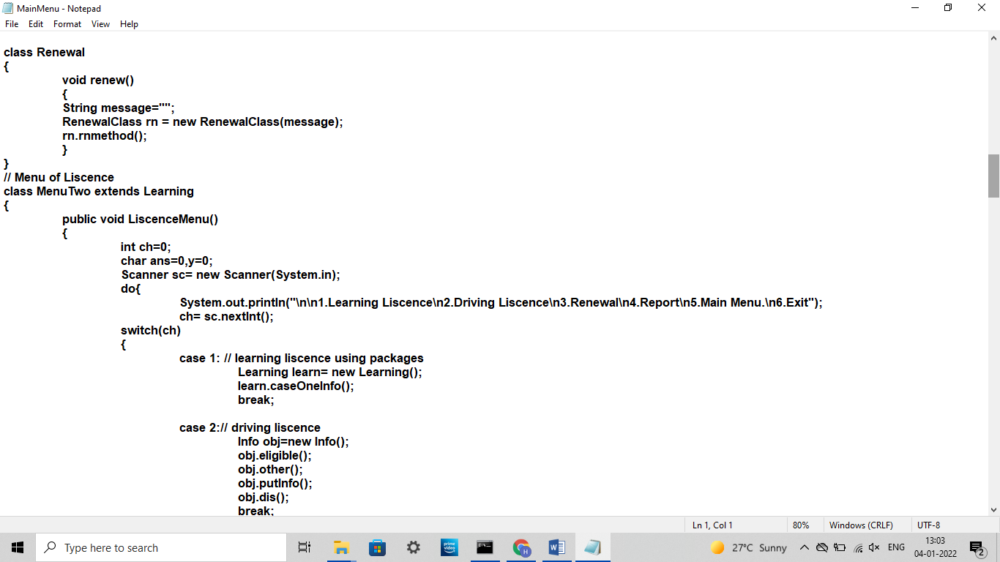 MainMenu - Notepad
File Edit Format View Help
class Renewal
{
void renew()
{
String message="";
RenewalClass rn = new RenewalClass(message);
rn.rnmethod();
}
}
// Menu of Liscence
class MenuTwo extends Learning
{
public void LiscenceMenu()
{
int ch=0;
char ans=0,y=0;
Scanner sc= new Scanner(System.in);
do{
System.out.println("\n\n1.Learning Liscence\n2.Driving Liscence\n3.Renewal\n4.Report\n5.Main Menu.\n6.Exit");
ch= sc.nextInt();
switch(ch)
{
case 1: // learning liscence using packages
Learning learn= new Learning();
learn.caseOneInfo();
break;
case 2:// driving liscence
Info obj=new Info();
obj.eligible();
obj.other();
obj.putInfo();
obj.dis();
break;
Ln 1, Col 1 80% Windows (CRLF) UTF-8
Type here to search
prime video
C:\
H
W
27°C Sunny
ENG
13:03
04-01-2022
2